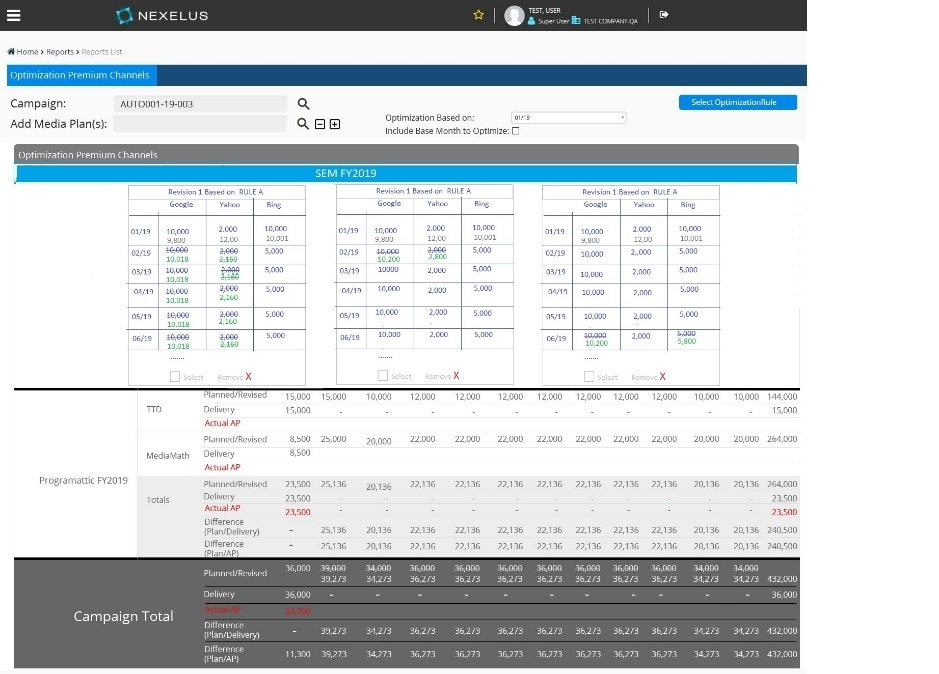 NEXELUS
TEST, USER
Super User TEST COMPANY-QA
Home > Reports > Reports List
Optimization Premium Channels
Campaign: AUTO001-19-003
Add Media Plan(s):
Optimization Based on: 01/19
Include Base Month to Optimize:
Select OptimizationRule
Optimization Premium Channels
SEM FY2019
Revision 1 Based on RULE A
Google Yahoo Bing
01/19 10,000 2.000 10,000
9,800 12,00 10,001
02/19 10,000 2,000 5,000
10,018 2,160
03/19 10,000 2,000 5,000
10,018 2,160
04/19 10,000 2,000 5,000
10,018 2,160
05/19 10,000 2,000 5,000
10,018 2,160
06/19 10,000 2,000 5,000
10,018 2,160
.......
Select Remove X
Revision 1 Based on RULE A
Google Yahoo Bing
01/19 10,000 2.000 10,000
9,800 12,00 10,001
02/19 10,000 2,000 5,000
10,200 2,800
03/19 10000 2,000 5,000
04/19 10,000 2,000 5,000
05/19 10,000 2,000 5,000
06/19 10,000 2,000 5,000
.......
Select Remove X
Revision 1 Based on RULE A
Google Yahoo Bing
01/19 10,000 2.000 10,000
9,800 12,00 10,001
02/19 10,000 2,,000 5,000
03/19 10,000 2,000 5,000
04/19 10,000 2,000 5,000
05/19 10,000 2,000 5,000
06/19 10,000 2,000 5,000
10,200 5,800
.......
Select Remove X
Programattic FY2019
TTD
Planned/Revised 15,000 15,000 10,000 12,000 12,000 12,000 12,000 12,000 12,000 10,000 10,000 144,000
Delivery 15,000 - - - - - - - - - - 15,000
Actual AP
MediaMath
Planned/Revised 8,500 25,000 20,000 22,000 22,000 22,000 22,000 22,000 22,000 20,000 20,000 264,000
Delivery 8,500
Actual AP
Totals
Planned/Revised 23,500 25,136 20,136 22,136 22,136 22,136 22,136 22,136 22,136 20,136 20,136 264,000
Delivery 23,500 - - - - - - - - - - 23,500
Actual AP 23,500 - - - - - - - - - - 23,500
Difference (Plan/Delivery) - 25,136 20,136 22,136 22,136 22,136 22,136 22,136 22,136 20,136 20,136 240,500
Difference (Plan/AP) - 25,136 20,136 22,136 22,136 22,136 22,136 22,136 22,136 20,136 20,136 240,500
Campaign Total
Planned/Revised 36,000 39,000 34,000 36,000 36,000 36,000 36,000 36,000 36,000 34,000 34,000
39,273 34,273 36,273 36,273 36,273 36,273 36,273 36,273 34,273 34,273 432,000
Delivery 36,000 - - - - - - - - - - 36,000
Actual AP 24,700
Difference (Plan/Delivery) - 39,273 34,273 36,273 36,273 36,273 36,273 36,273 36,273 34,273 34,273 432,000
Difference (Plan/AP) 11,300 39,273 34,273 36,273 36,273 36,273 36,273 36,273 36,273 34,273 34,273 432,000